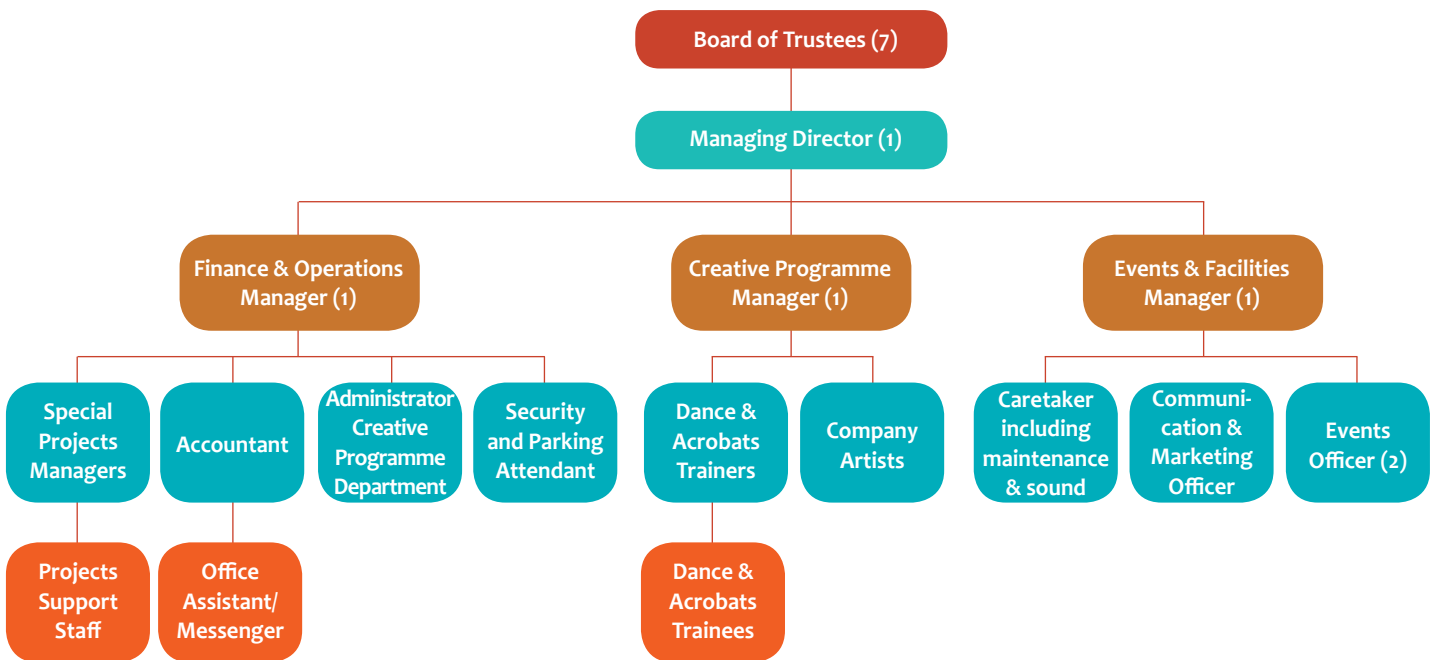 Board of Trustees (7)
Managing Director (1)
Finance & Operations
Manager (1)
Creative Programme
Manager (1)
Events & Facilities
Manager (1)
Special
Projects
Managers
Accountant
Administrator
Creative
Programme
Department
Security
and Parking
Attendant
Dance &
Acrobats
Trainers
Company
Artists
Caretaker
including
maintenance
& sound
Communi-
cation &
Marketing
Officer
Events
Officer (2)
Projects
Support
Staff
Office
Assistant/
Messenger
Dance &
Acrobats
Trainees